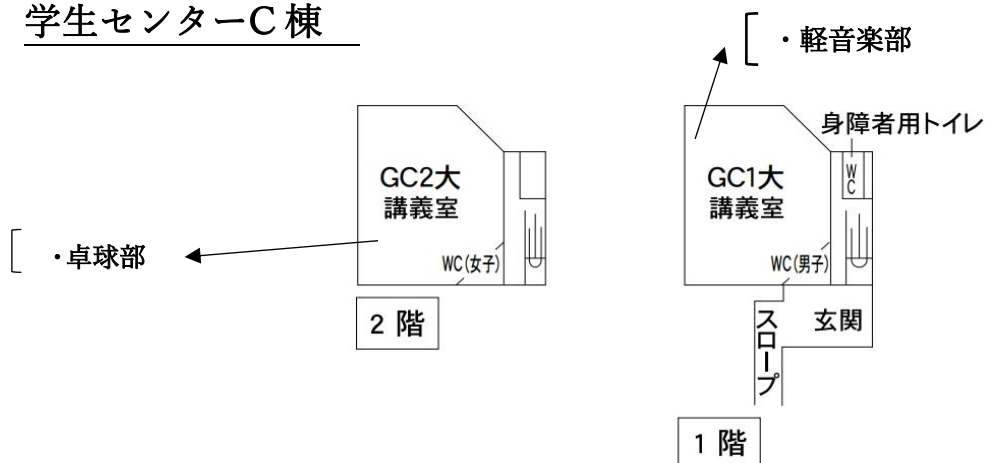 学生センターC 棟
・軽音楽部
身障者用トイレ
GC2大
講義室
GC1大
講義室
WC
・卓球部
WC(女子)
WC(男子)
2 階
スロープ
玄関
1 階